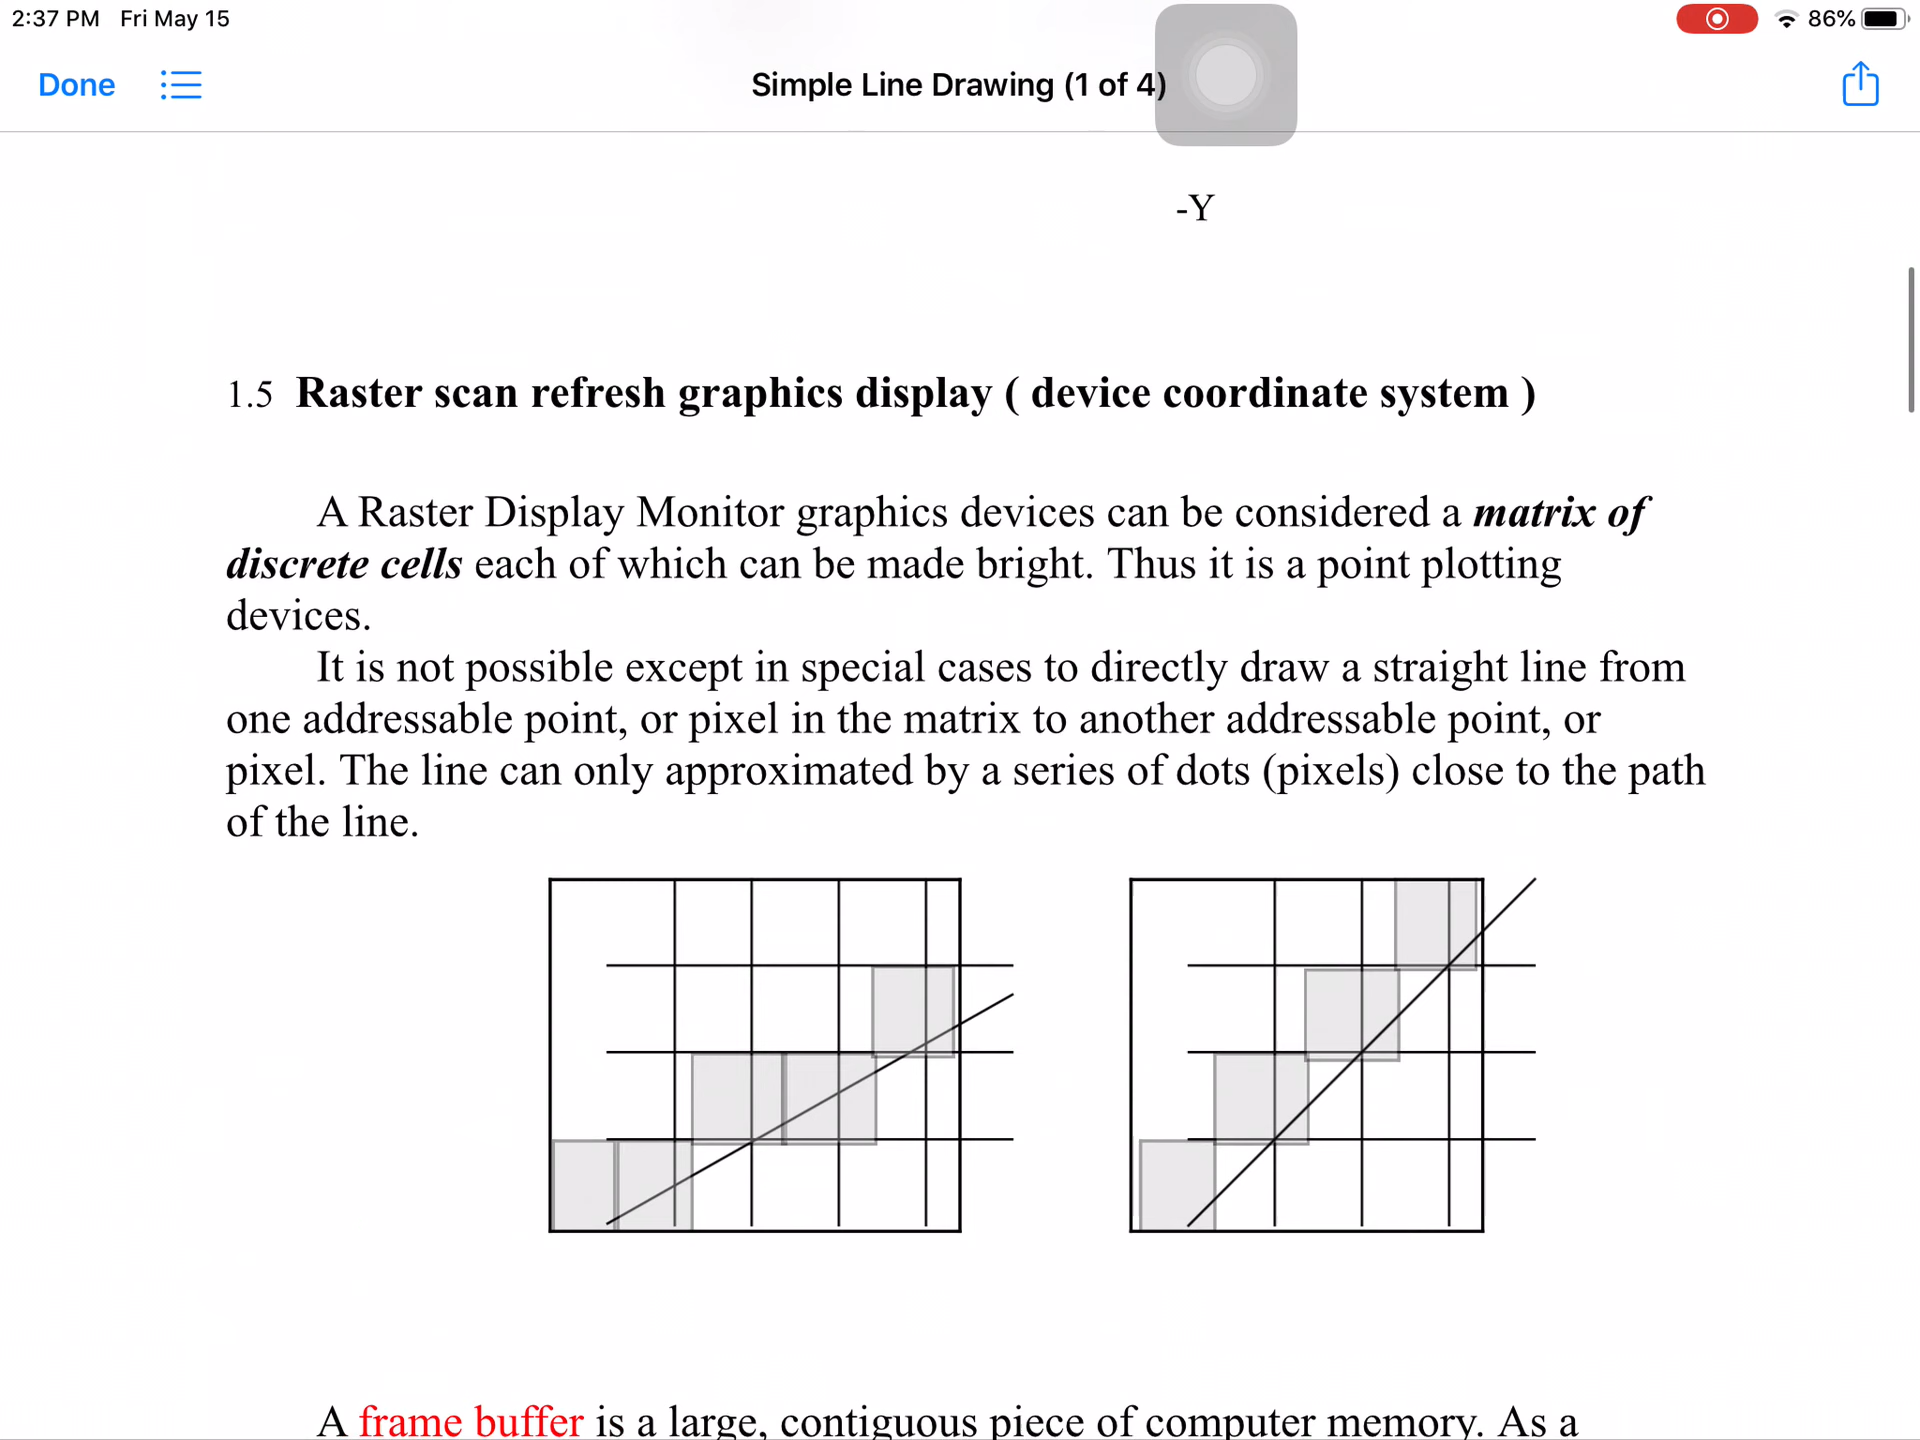 2:37 PM Fri May 15
86%
Done
Simple Line Drawing (1 of 4)
-Y
1.5 Raster scan refresh graphics display ( device coordinate system )
A Raster Display Monitor graphics devices can be considered a matrix of
discrete cells each of which can be made bright. Thus it is a point plotting
devices.
It is not possible except in special cases to directly draw a straight line from
one addressable point, or pixel in the matrix to another addressable point, or
pixel. The line can only approximated by a series of dots (pixels) close to the path
of the line.
A frame buffer is a large, contiguous piece of computer memory. As a